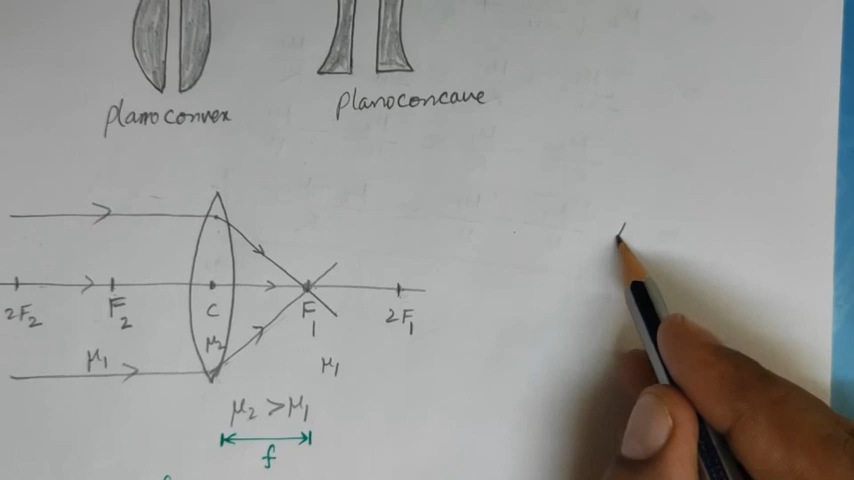 planoconvex
planoconcave
2F₂
F₂
C
F₁
2F₁
μ₂
μ₁
μ₁
μ₂ > μ₁
f